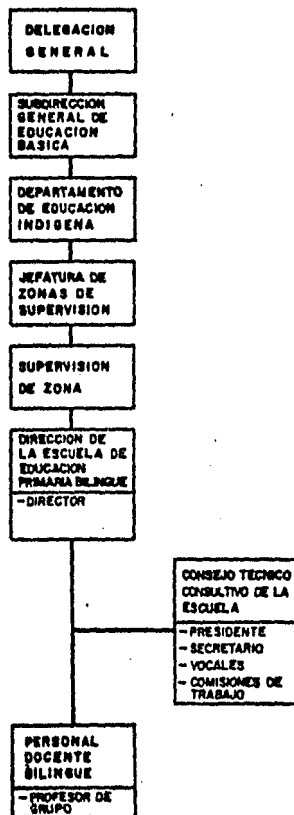 DELEGACION
GENERAL
SUBDIRECCION
GENERAL DE
EDUCACION
BASICA
DEPARTAMENTO
DE EDUCACION
INDIGENA
JEFATURA DE
ZONAS DE
SUPERVISION
SUPERVISION
DE ZONA
DIRECCION DE
LA ESCUELA DE
EDUCACION
PRIMARIA BILINGUE
-DIRECTOR
CONSEJO TECNICO
CONSULTIVO DE LA
ESCUELA
- PRESIDENTE
- SECRETARIO
- VOCALES
- COMISIONES DE
TRABAJO
PERSONAL
DOCENTE
BILINGUE
- PROFESOR DE
GRUPO